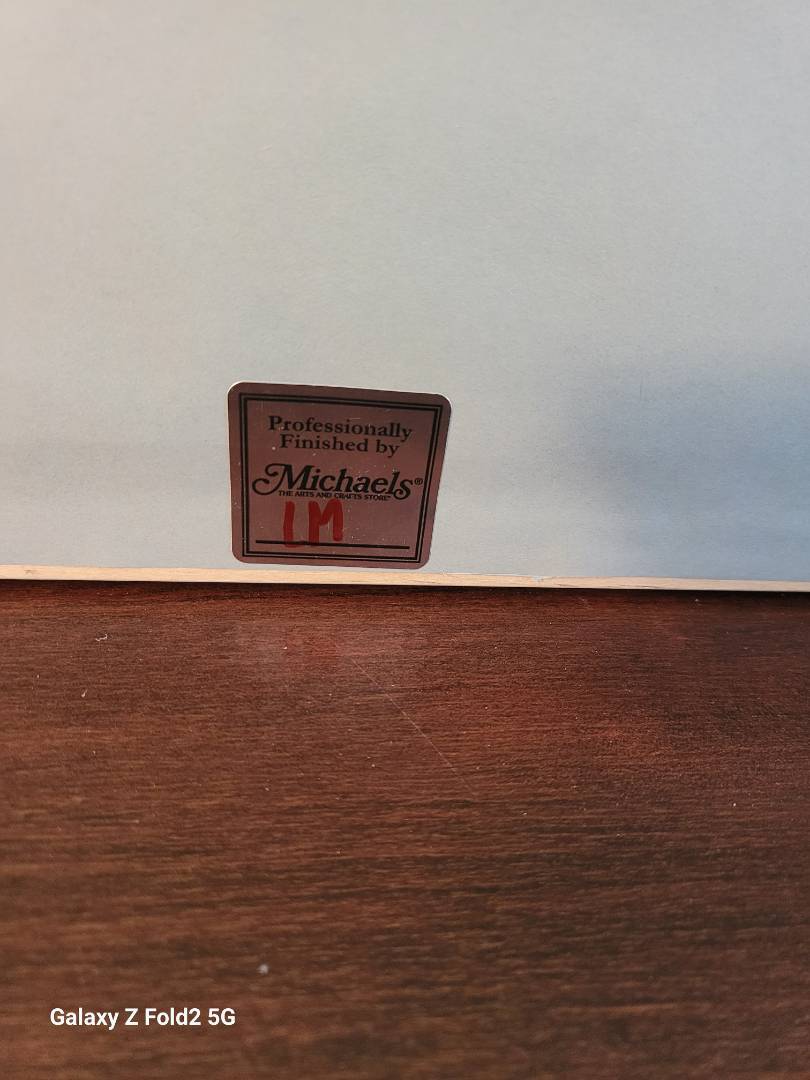 Professionally
Finished by
Michaels®
THE ARTS AND CRAFTS STORE®
LM
Galaxy Z Fold2 5G